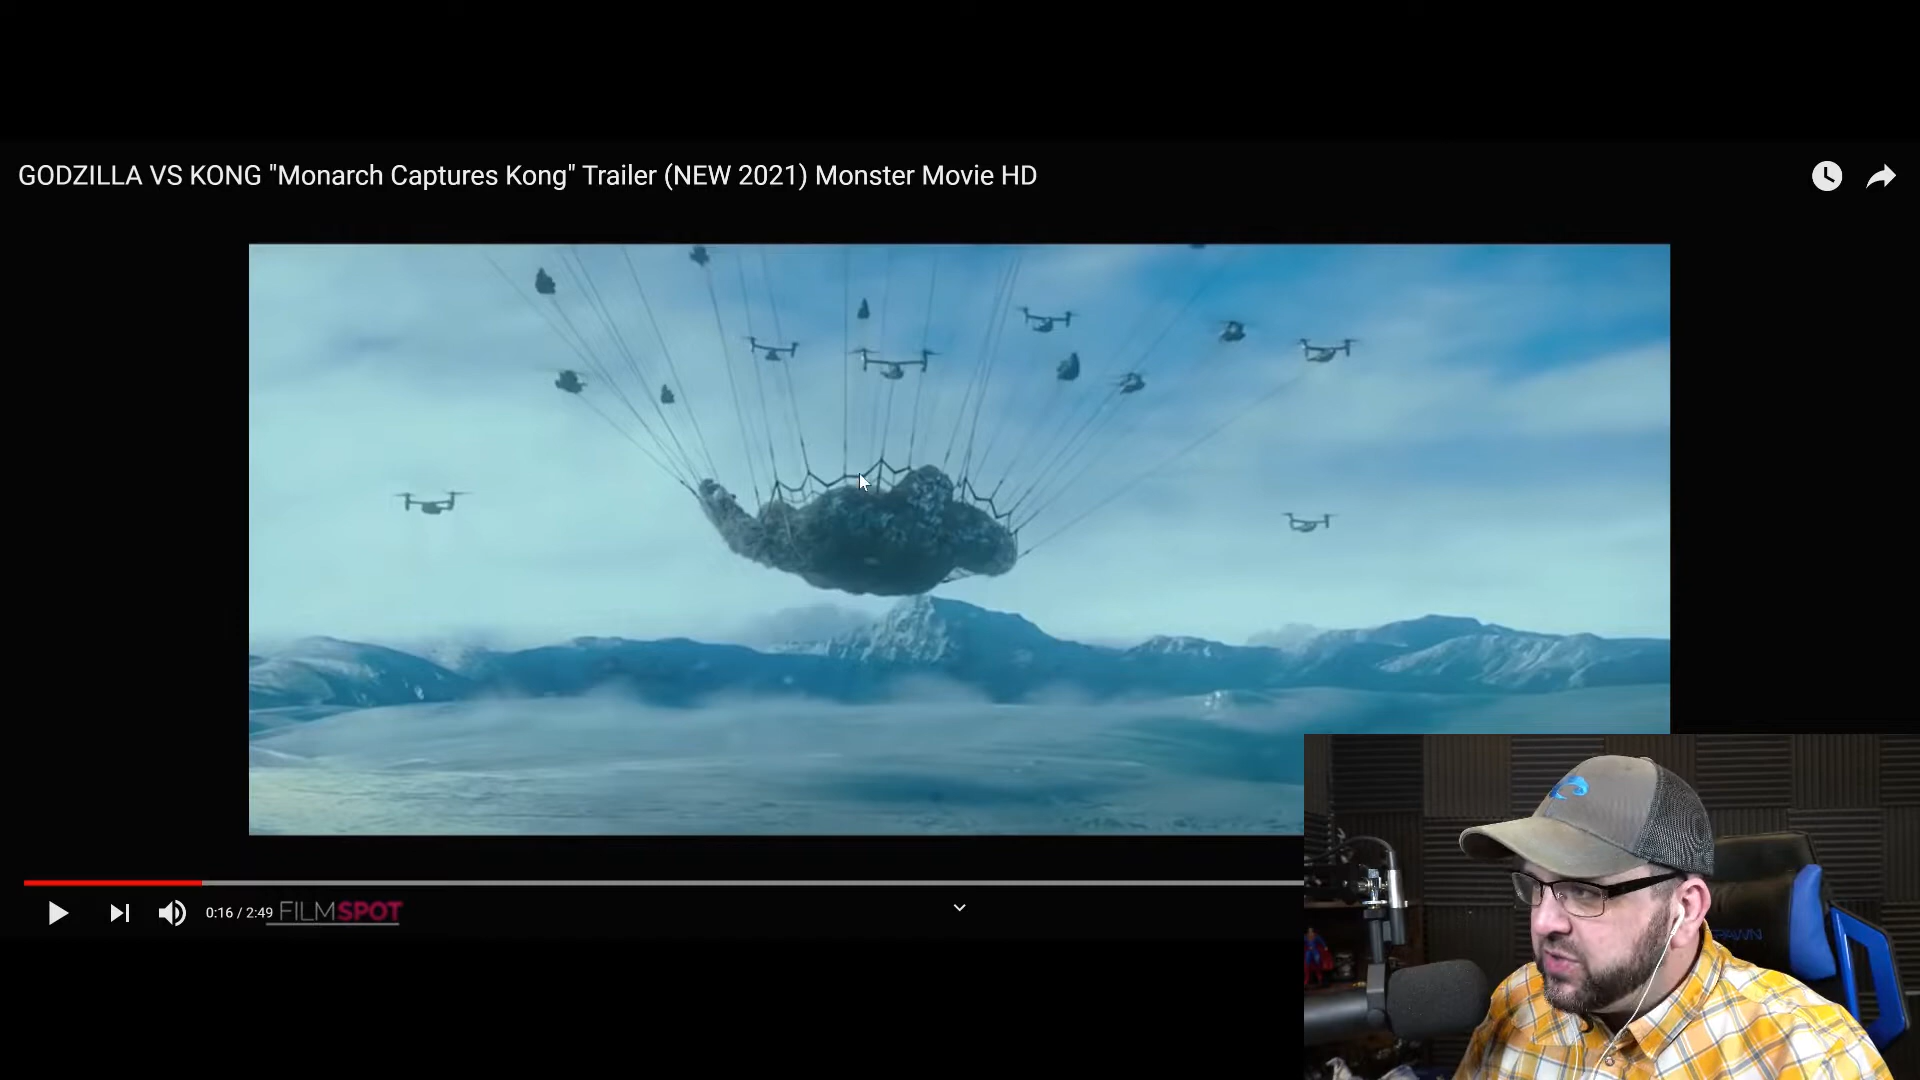 GODZILLA VS KONG "Monarch Captures Kong" Trailer (NEW 2021) Monster Movie HD
0:16 / 2:49
FILMSPOT